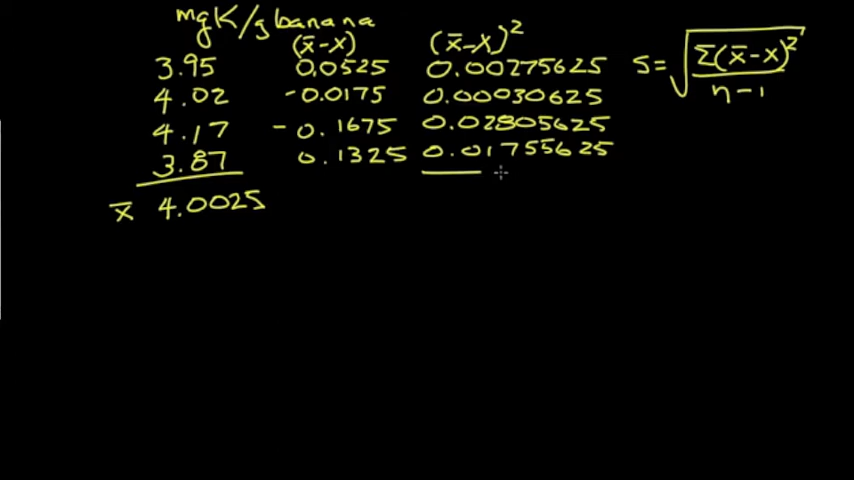 mgK/g banana
(x̄-x) (x̄-x)²
3.95 0.0525 0.00275625 s= √Σ(x̄-x)²
4.02 -0.0175 0.00030625 n-1
4.17 -0.1675 0.02805625
3.87 0.1325 0.01755625
x̄ 4.0025